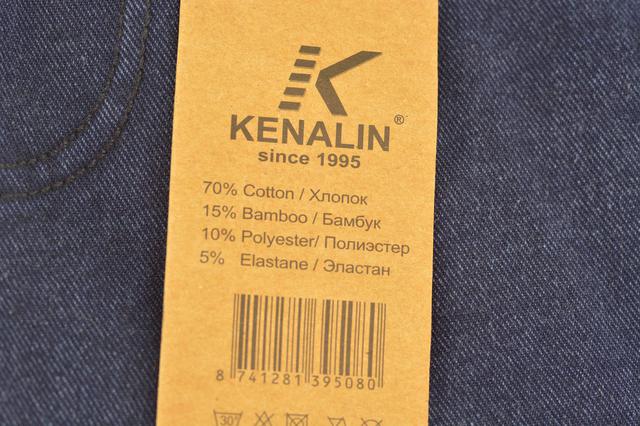 KENALIN®
since 1995
70% Cotton / Хлопок
15% Bamboo / Бамбук
10% Polyester/ Полиэстер
5% Elastane / Эластан
8 741281 395080
30°